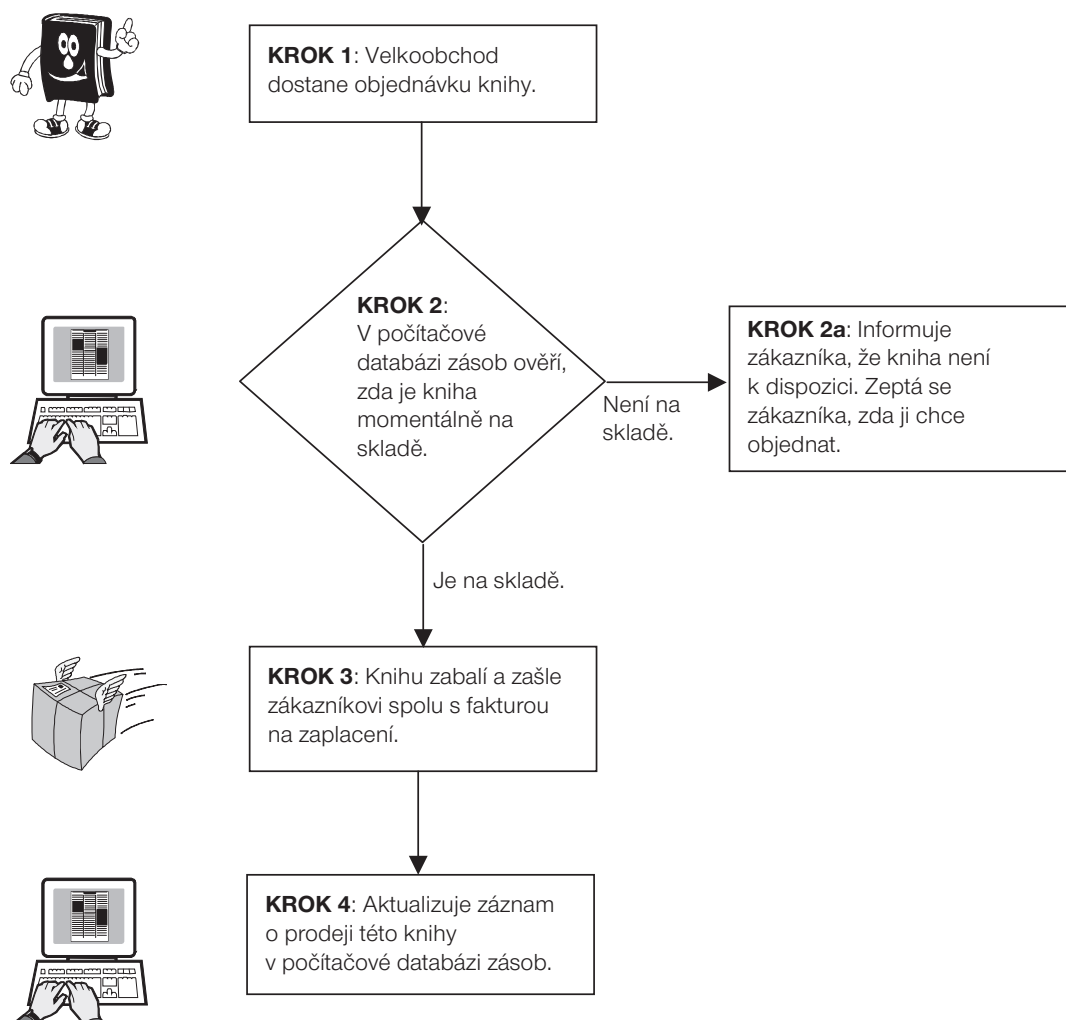 KROK 1: Velkoobchod
dostane objednávku knihy.
KROK 2:
V počítačové
databázi zásob ověří,
zda je kniha
momentálně na
skladě.
Není na
skladě.
KROK 2a: Informuje
zákazníka, že kniha není
k dispozici. Zeptá se
zákazníka, zda ji chce
objednat.
Je na skladě.
KROK 3: Knihu zabalí a zašle
zákazníkovi spolu s fakturou
na zaplacení.
KROK 4: Aktualizuje záznam
o prodeji této knihy
v počítačové databázi zásob.